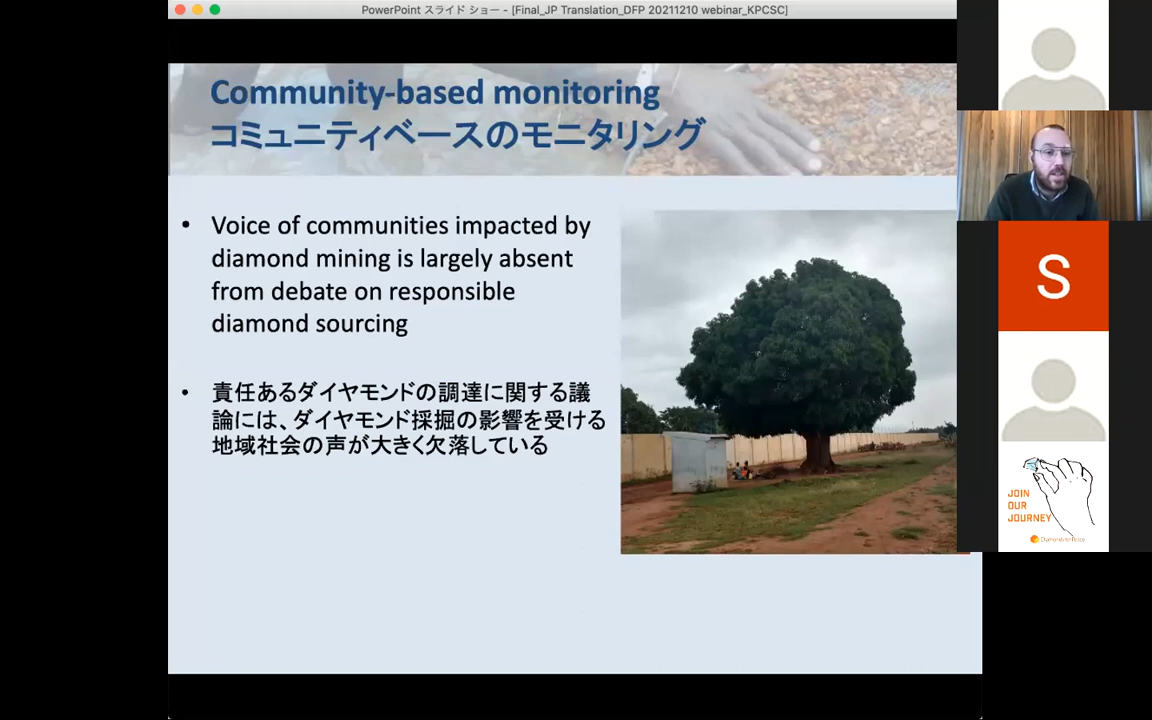 PowerPoint スライド ショー - [Final_JP Translation_DFP 20211210 webinar_KPCSC]
Community-based monitoring
コミュニティベースのモニタリング
• Voice of communities impacted by
diamond mining is largely absent
from debate on responsible
diamond sourcing
• 責任あるダイヤモンドの調達に関する議
論には、ダイヤモンド採掘の影響を受ける
地域社会の声が大きく欠落している
S
JOIN
OUR
JOURNEY
Diamonds for Peace